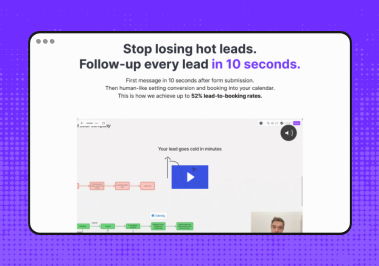 Stop losing hot leads.
Follow-up every lead in 10 seconds.
First message in 10 seconds after form submission.
Then human-like setting conversion and booking into your calendar.
This is how we achieve up to 52% lead-to-booking rates.
Your lead goes cold in minutes